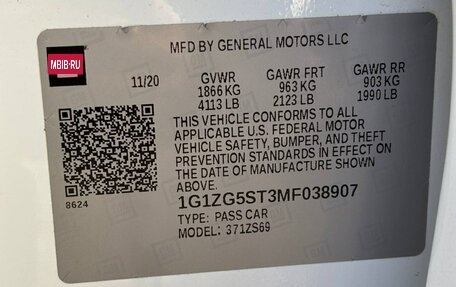 MFD BY GENERAL MOTORS LLC
MBIB·RU
11/20 GVWR GAWR FRT GAWR RR
1866 KG 963 KG 903 KG
4113 LB 2123 LB 1990 LB
THIS VEHICLE CONFORMS TO ALL
APPLICABLE U.S. FEDERAL MOTOR
VEHICLE SAFETY, BUMPER, AND THEFT
PREVENTION STANDARDS IN EFFECT ON
THE DATE OF MANUFACTURE SHOWN
ABOVE.
8624
1G1ZG5ST3MF038907
TYPE: PASS CAR
MODEL: 371ZS69